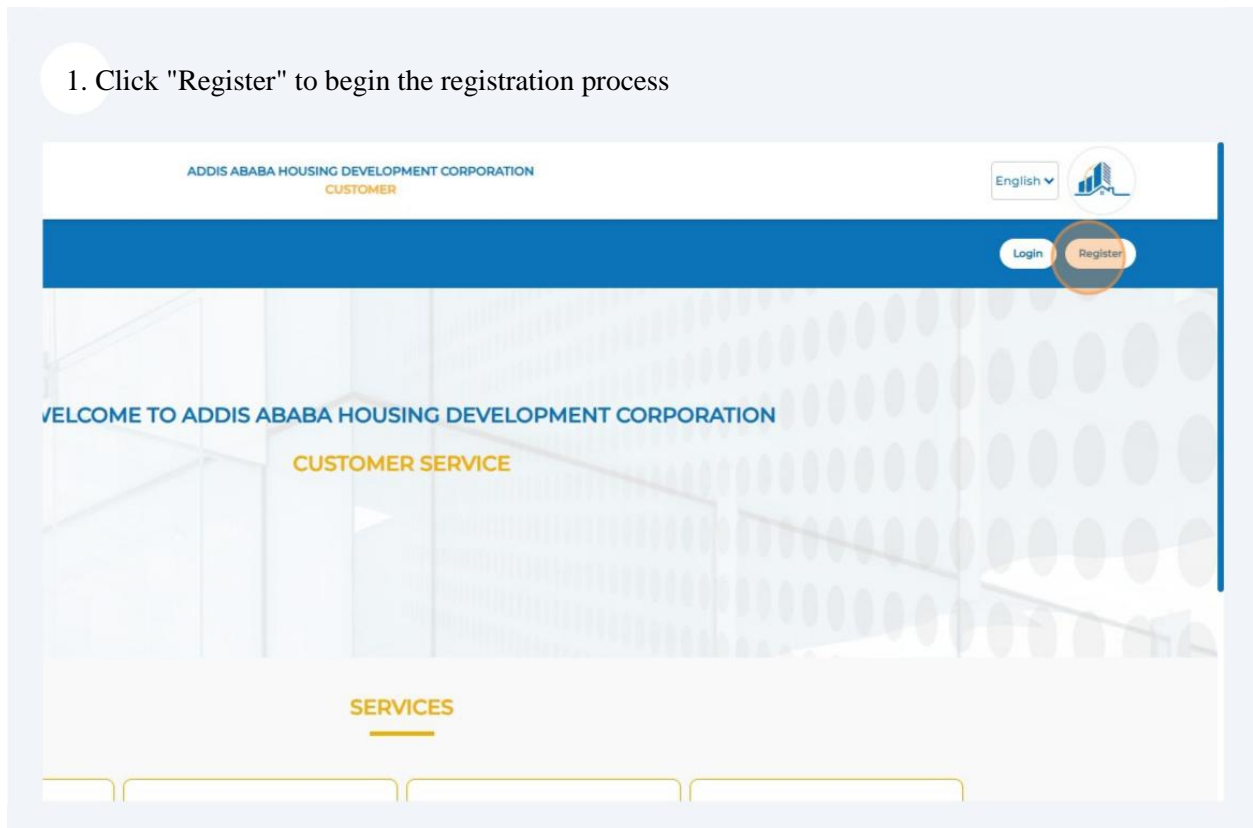 1. Click "Register" to begin the registration process
ADDIS ABABA HOUSING DEVELOPMENT CORPORATION
CUSTOMER
English
Login
Register
WELCOME TO ADDIS ABABA HOUSING DEVELOPMENT CORPORATION
CUSTOMER SERVICE
SERVICES